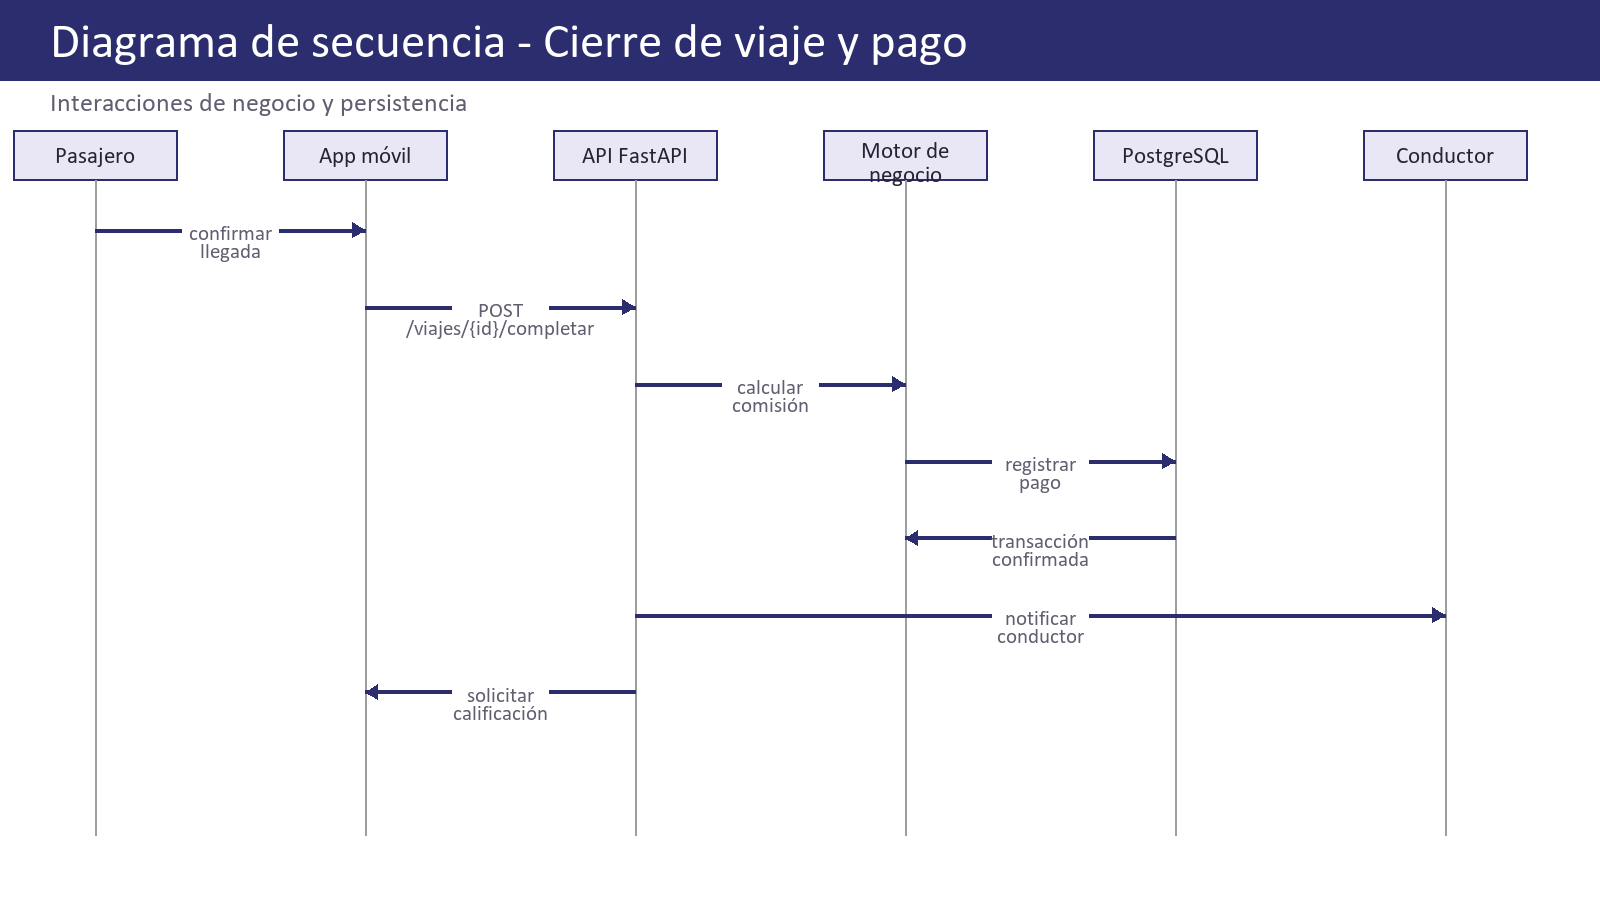 Diagrama de secuencia - Cierre de viaje y pago
Interacciones de negocio y persistencia
Pasajero
App móvil
API FastAPI
Motor de
negocio
PostgreSQL
Conductor
confirmar
llegada
POST
/viajes/{id}/completar
calcular
comisión
registrar
pago
transacción
confirmada
notificar
conductor
solicitar
calificación